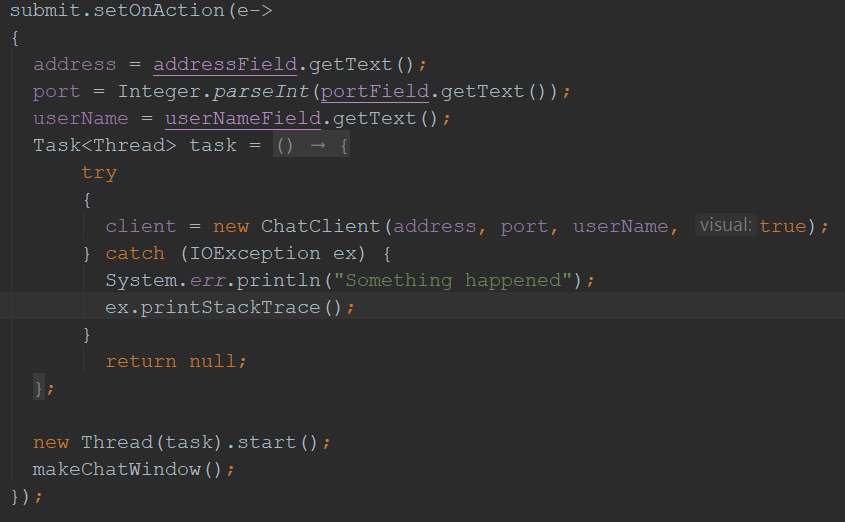 submit.setOnAction(e->
{
address = addressField.getText();
port = Integer.parseInt(portField.getText());
userName = userNameField.getText();
Task<Thread> task = () → {
try
{
client = new ChatClient(address, port, userName, visual: true);
} catch (IOException ex) {
System.err.println("Something happened");
ex.printStackTrace();
}
return null;
};
new Thread(task).start();
makeChatWindow();
});